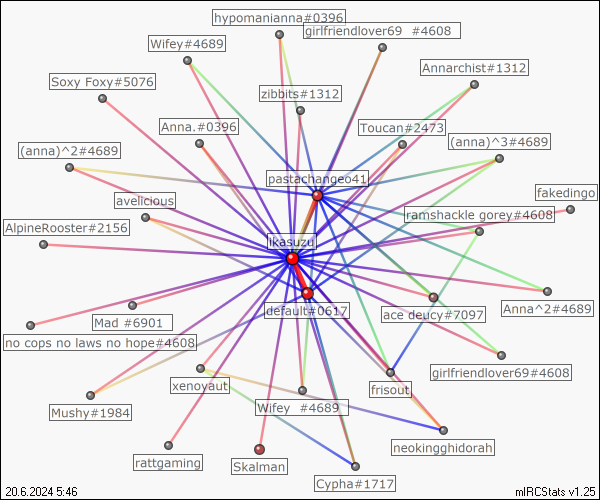 hypomanianna#0396
girlfriendlover69 #4608
Wifey#4689
Annarchist#1312
Soxy Foxy#5076
zibbits#1312
Anna.#0396
Toucan#2473
(anna)^2#4689
(anna)^3#4689
pastachangeo41
fakedingo
avelicious
ramshackle gorey#4608
AlpineRooster#2156
ikasuzu
default#0617
Anna^2#4689
Mad #6901
ace deucy#7097
no cops no laws no hope#4608
girlfriendlover69#4608
xenoyaut
frisout
Mushy#1984
Wifey #4689
neokingghidorah
rattgaming
Skalman
Cypha#1717
20.6.2024 5:46
mIRCStats v1.25